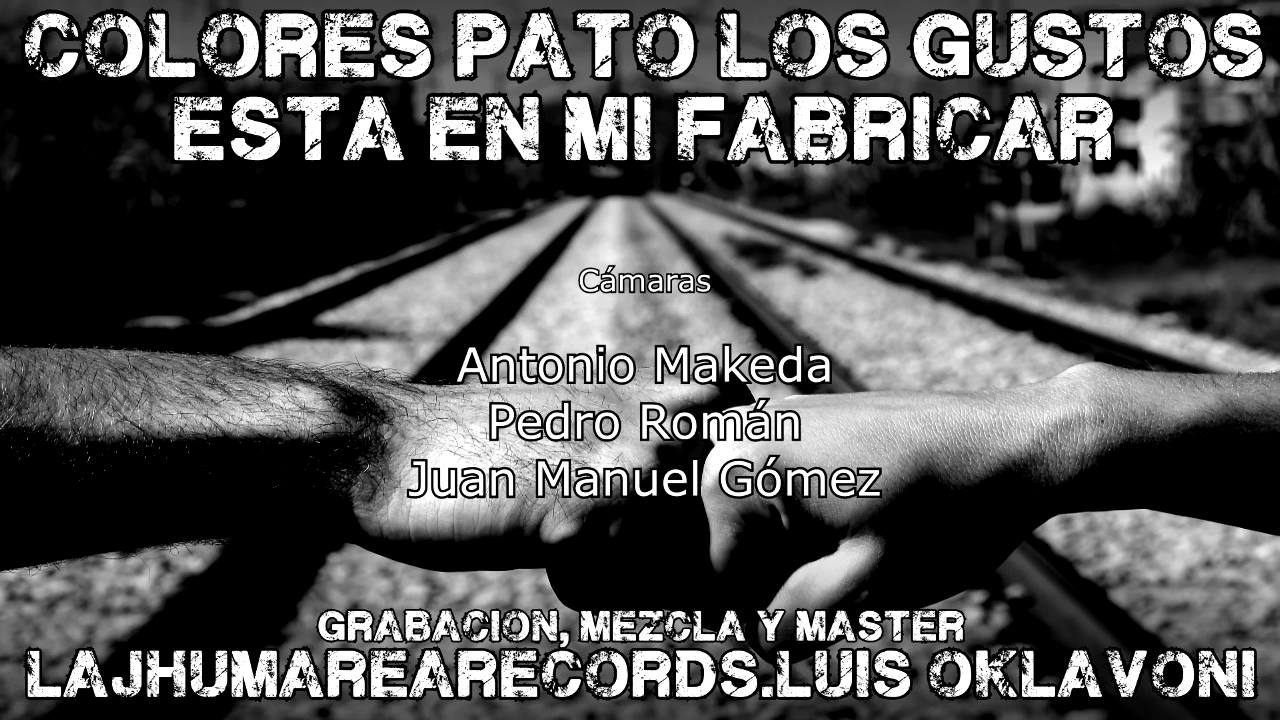 COLORES PATO LOS GUSTOS
ESTA EN MI FABRICAR
Cámaras
Antonio Makeda
Pedro Román
Juan Manuel Gómez
GRABACION, MEZCLA Y MASTER
LAJHUMAREARECORDS.LUIS OKLAVONI